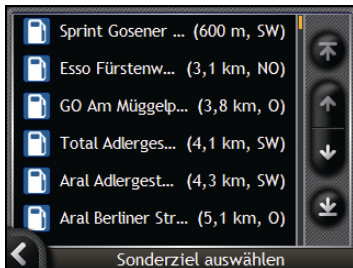 Sprint Gosener ... (600 m, SW)
Esso Fürstenw... (3,1 km, NO)
GO Am Müggelp... (3,8 km, O)
Total Adlerges... (4,1 km, SW)
Aral Adlergest... (4,3 km, SW)
Aral Berliner Str... (5,1 km, O)
Sonderziel auswählen